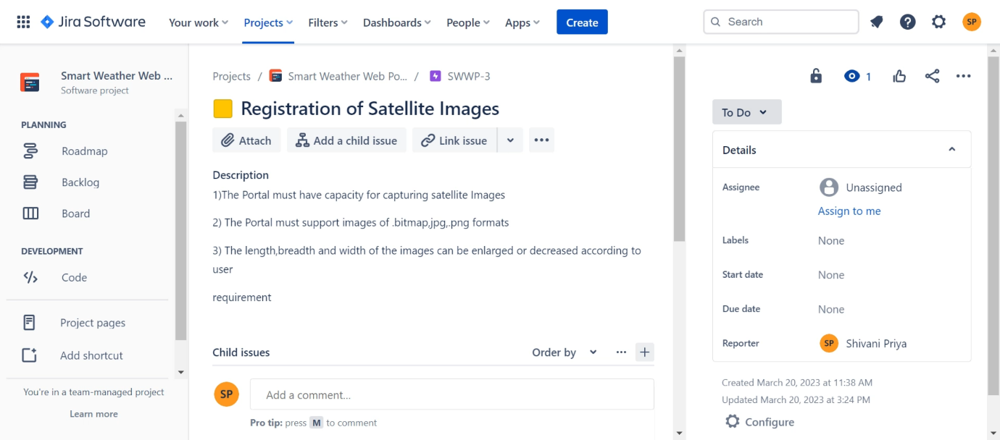 Jira Software Your work Projects Filters Dashboards People Apps Create Search SP
Smart Weather Web ...
Software project
PLANNING
Roadmap
Backlog
Board
DEVELOPMENT
Code
Project pages
Add shortcut
You're in a team-managed project
Learn more
Projects / Smart Weather Web Po... / SWWP-3
Registration of Satellite Images
Attach Add a child issue Link issue
Description
1)The Portal must have capacity for capturing satellite Images
2) The Portal must support images of .bitmap,jpg,.png formats
3) The length,breadth and width of the images can be enlarged or decreased according to
user
requirement
Child issues Order by
SP Add a comment...
Pro tip: press M to comment
1
To Do
Details
Assignee Unassigned
Assign to me
Labels None
Start date None
Due date None
Reporter SP Shivani Priya
Created March 20, 2023 at 11:38 AM
Updated March 20, 2023 at 3:24 PM
Configure